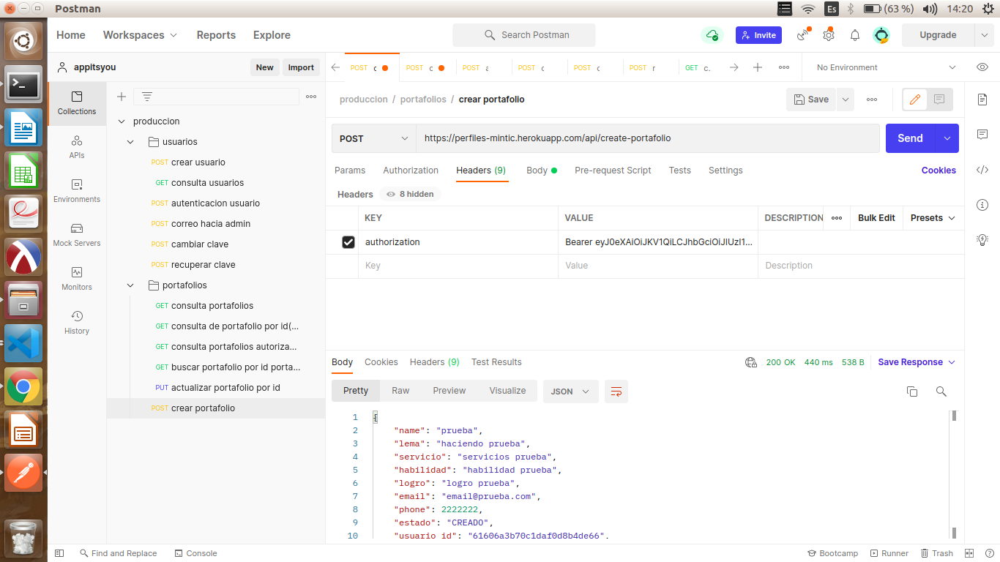 Postman
Es
(63 %)
14:20
Home
Workspaces
Reports
Explore
Search Postman
Invite
Upgrade
appitsyou
New
Import
POST
POST
POST
POST
POST
POST
GET
No Environment
Collections
APIs
Environments
Mock Servers
Monitors
History
produccion
usuarios
POST crear usuario
GET consulta usuarios
POST autenticacion usuario
POST correo hacia admin
POST cambiar clave
POST recuperar clave
portafolios
GET consulta portafolios
GET consulta de portafolio por id(...
GET consulta portafolios autoriza...
GET buscar portafolio por id porta...
PUT actualizar portafolio por id
POST crear portafolio
produccion / portafolios / crear portafolio
Save
POST
https://perfiles-mintic.herokuapp.com/api/create-portafolio
Send
Params
Authorization
Headers (9)
Body
Pre-request Script
Tests
Settings
Cookies
Headers
8 hidden
KEY
VALUE
DESCRIPTION
Bulk Edit
Presets
authorization
Bearer eyJ0eXAiOiJKV1QiLCJhbGciOiJIUzI1...
Key
Value
Description
Body
Cookies
Headers (9)
Test Results
200 OK
440 ms
538 B
Save Response
Pretty
Raw
Preview
Visualize
JSON
1 {
2 "name": "prueba",
3 "lema": "haciendo prueba",
4 "servicio": "servicios prueba",
5 "habilidad": "habilidad prueba",
6 "logro": "logro prueba",
7 "email": "email@prueba.com",
8 "phone": 2222222,
9 "estado": "CREADO",
10 "usuario_id": "61606a3b70c1daf0d8b4de66",
Find and Replace
Console
Bootcamp
Runner
Trash